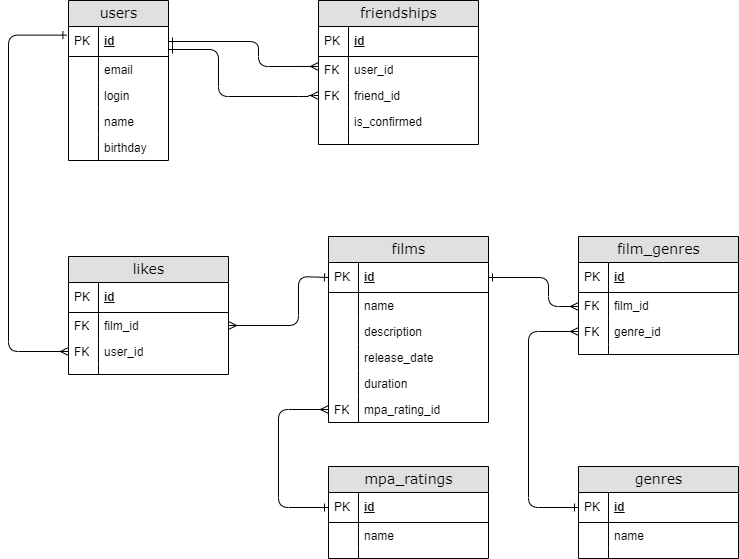 users
PK id
email
login
name
birthday
friendships
PK id
FK user_id
FK friend_id
is_confirmed
likes
PK id
FK film_id
FK user_id
films
PK id
name
description
release_date
duration
FK mpa_rating_id
film_genres
PK id
FK film_id
FK genre_id
mpa_ratings
PK id
name
genres
PK id
name